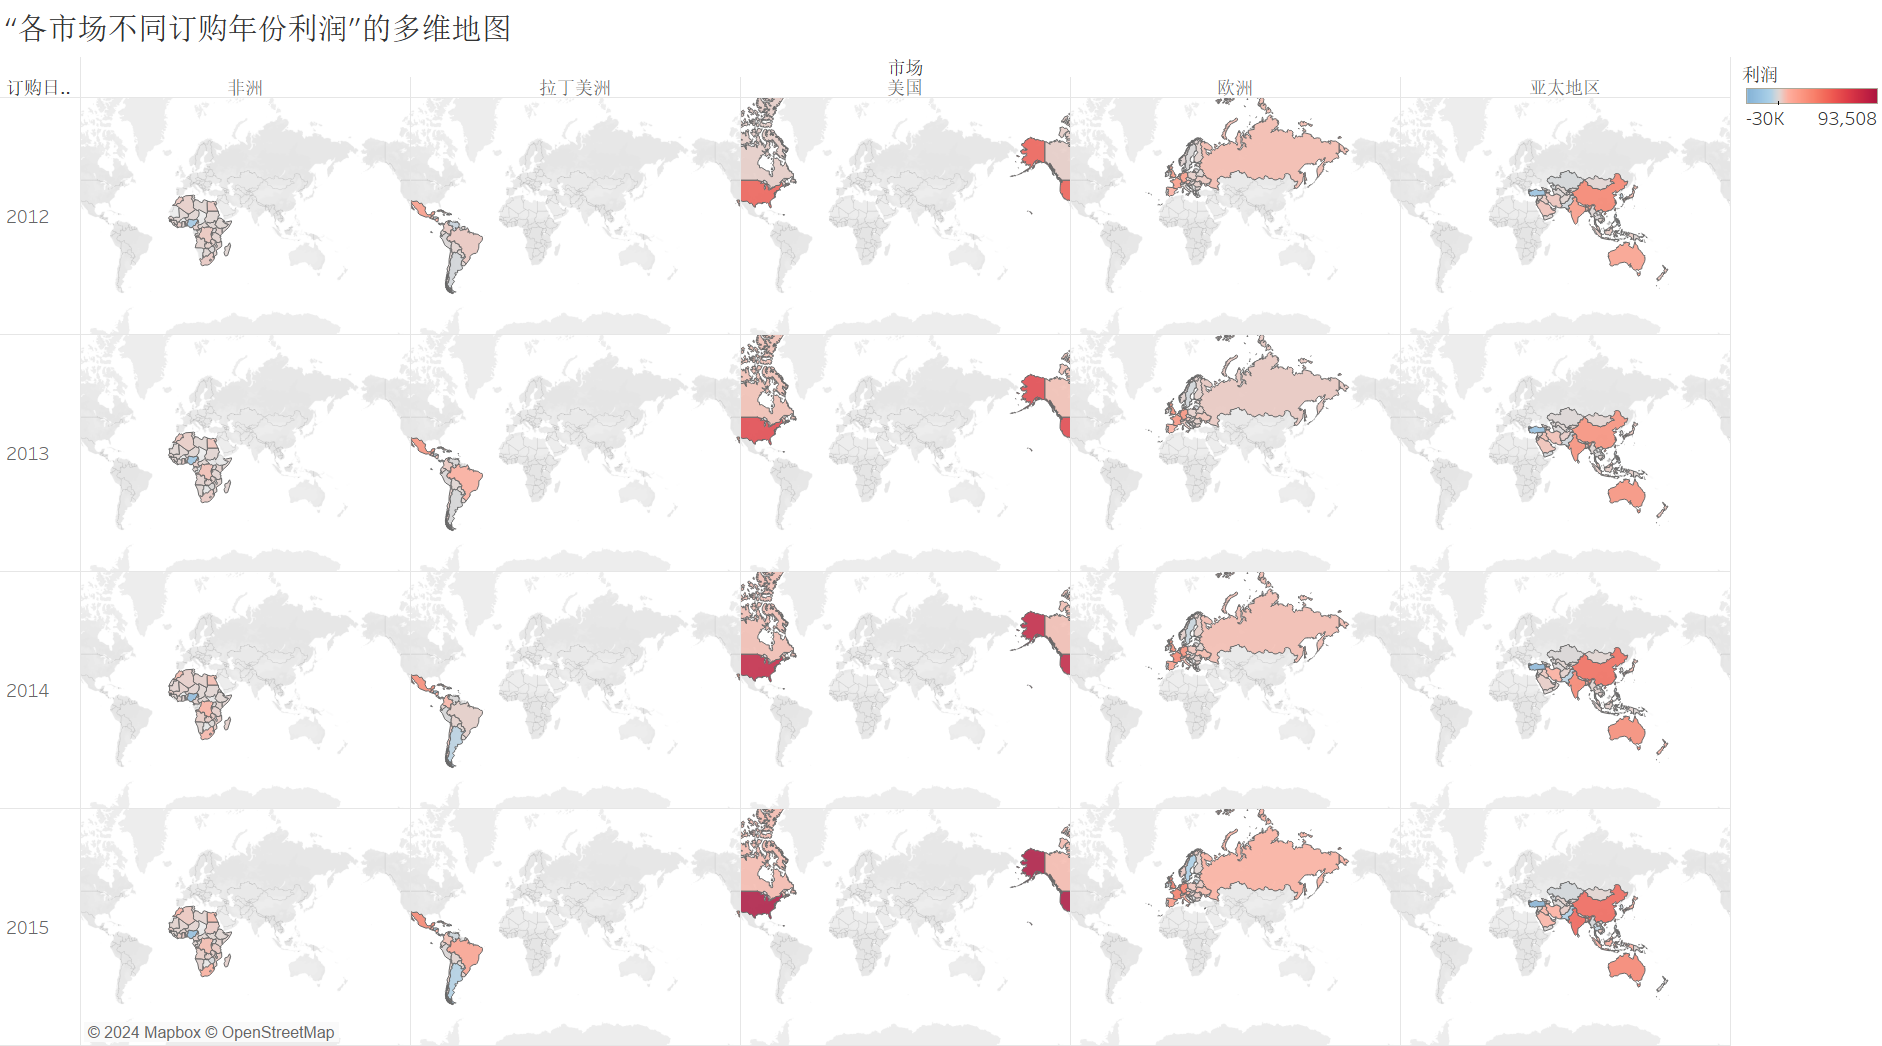 “各市场不同订购年份利润”的多维地图
市场
订购日..
非洲
拉丁美洲
美国
欧洲
亚太地区
利润
-30K
93,508
2012
2013
2014
2015
© 2024 Mapbox © OpenStreetMap